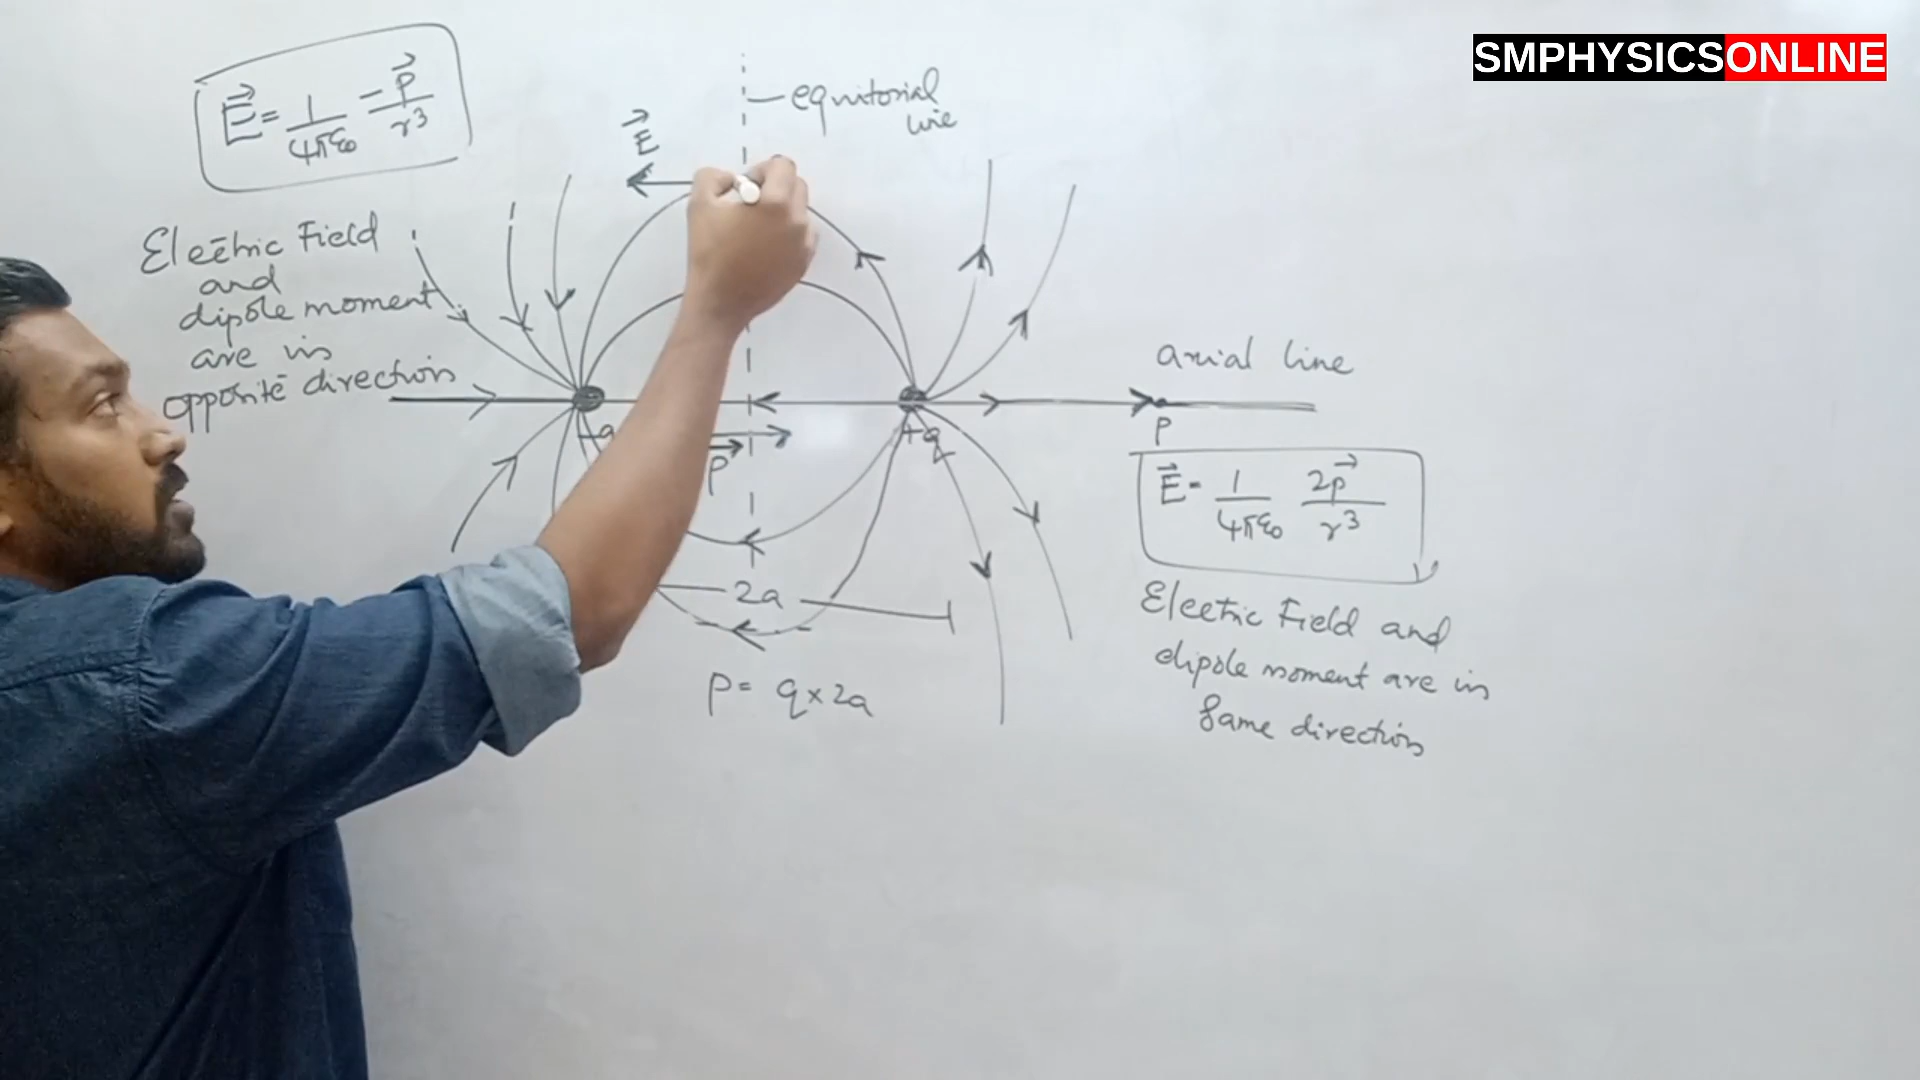 SMPHYSICSONLINE
E⃗ = 1/4πε₀ −p⃗/r³
equitorial
line
E⃗
Electric Field
and
dipole moment
are in
opposite direction
axial line
-q
+q
P
p⃗
E⃗ = 1/4πε₀ 2p⃗/r³
2a
Electric Field and
dipole moment are in
same direction
p = q × 2a